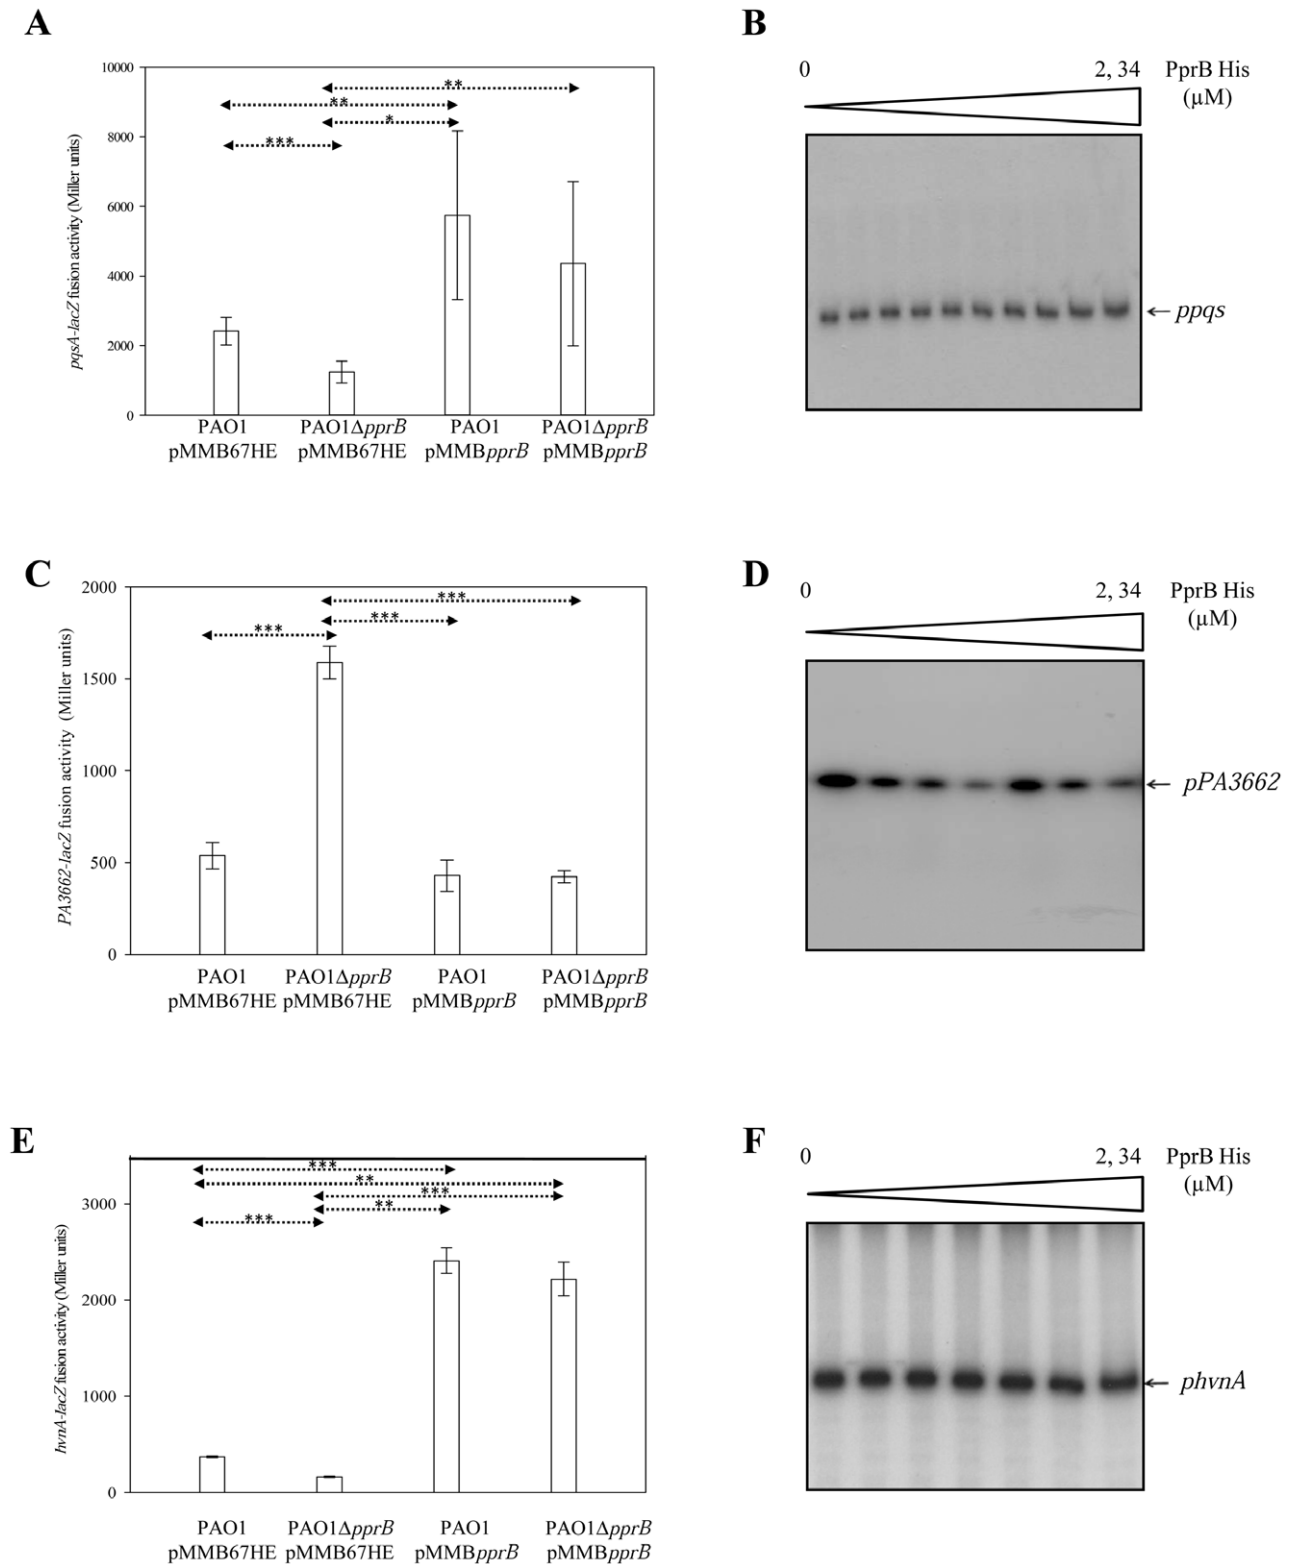 A
pqsA-lacZ fusion activity (Miller units)
10000
8000
6000
4000
2000
0
**
**
*
***
PAO1 PAO1ΔpprB PAO1 PAO1ΔpprB
pMMB67HE pMMB67HE pMMBpprB pMMBpprB
B
0 2, 34 PprB His
(µM)
← ppqs
C
PA3662-lacZ fusion activity (Miller units)
2000
1500
1000
500
0
***
***
***
PAO1 PAO1ΔpprB PAO1 PAO1ΔpprB
pMMB67HE pMMB67HE pMMBpprB pMMBpprB
D
0 2, 34 PprB His
(µM)
← pPA3662
E
hvnA-lacZ fusion activity (Miller units)
3000
2000
1000
0
***
**
***
**
***
PAO1 PAO1ΔpprB PAO1 PAO1ΔpprB
pMMB67HE pMMB67HE pMMBpprB pMMBpprB
F
0 2, 34 PprB His
(µM)
← phvnA